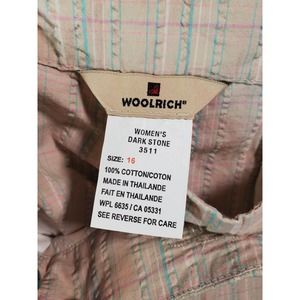 WOOLRICH®
WOMEN'S
DARK STONE
3511
SIZE: 16
100% COTTON/COTON
MADE IN THAILANDE
FAIT EN THAILANDE
WPL 6635 / CA 05331
SEE REVERSE FOR CARE